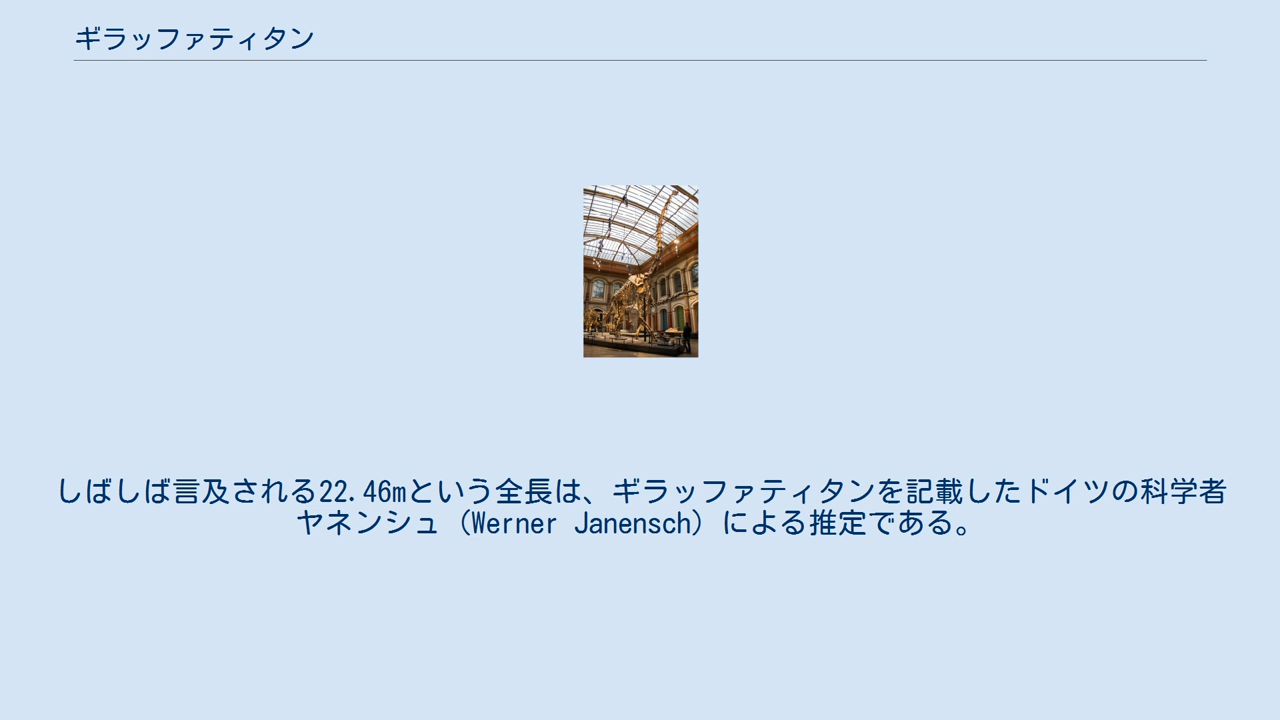 ギラッファティタン
しばしば言及される22.46mという全長は、ギラッファティタンを記載したドイツの科学者
ヤネンシュ（Werner Janensch）による推定である。